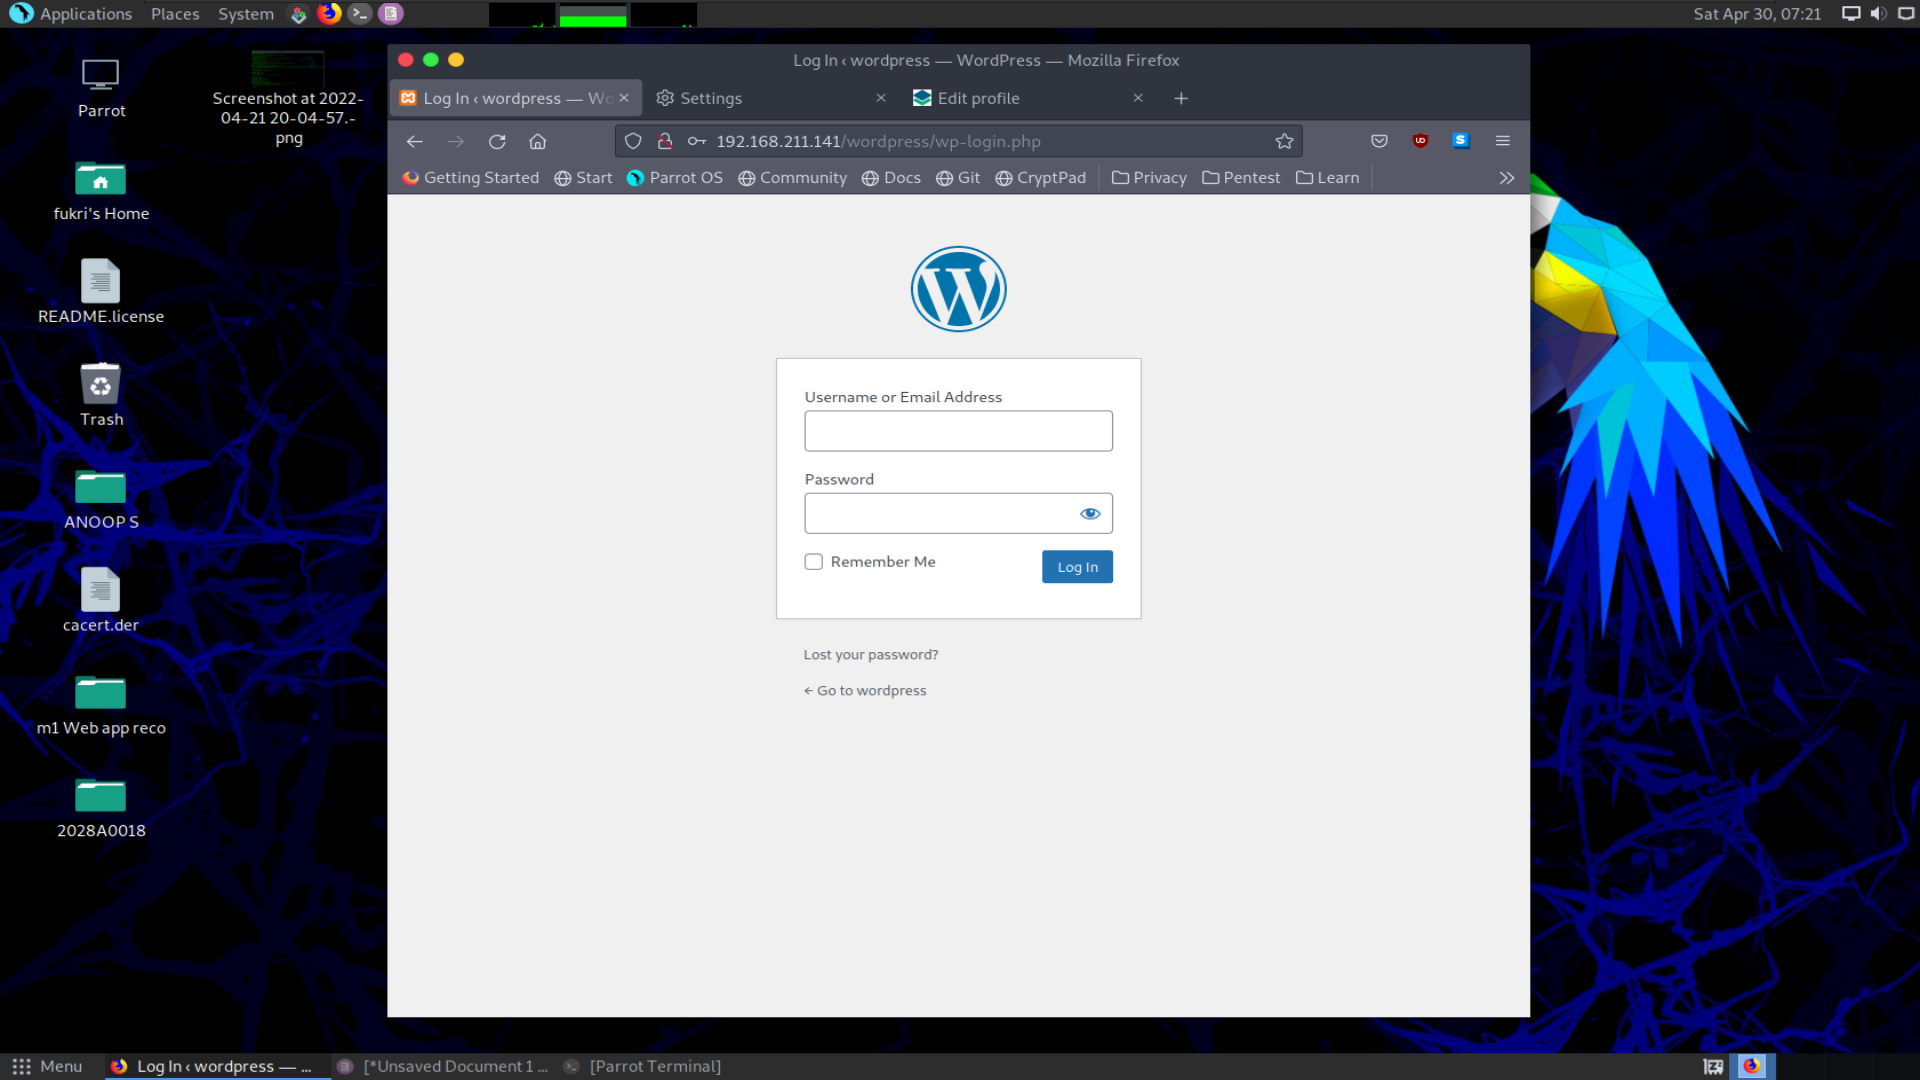 Applications Places System
Sat Apr 30, 07:21
Parrot
Screenshot at 2022-
04-21 20-04-57.-
png
fukri's Home
README.license
Trash
ANOOP S
cacert.der
m1 Web app reco
2028A0018
Log In ‹ wordpress — WordPress — Mozilla Firefox
Log In ‹ wordpress — Wo
Settings
Edit profile
192.168.211.141/wordpress/wp-login.php
Getting Started Start Parrot OS Community Docs Git CryptPad Privacy Pentest Learn
Username or Email Address
Password
Remember Me
Log In
Lost your password?
← Go to wordpress
Menu
Log In ‹ wordpress — ...
[*Unsaved Document 1 ...
[Parrot Terminal]